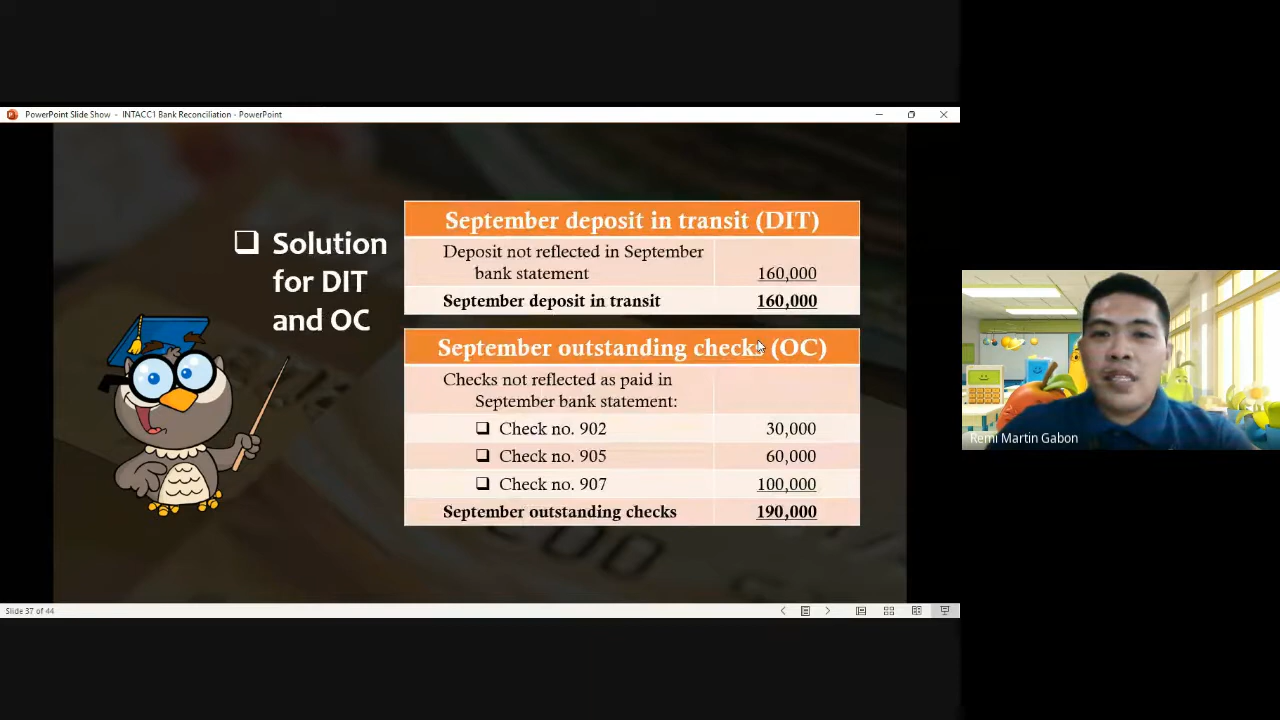 PowerPoint Slide Show - INTACC1 Bank Reconciliation - PowerPoint
❑ Solution
for DIT
and OC
September deposit in transit (DIT)
Deposit not reflected in September
bank statement 160,000
September deposit in transit 160,000
September outstanding checks (OC)
Checks not reflected as paid in
September bank statement:
❑ Check no. 902 30,000
❑ Check no. 905 60,000
❑ Check no. 907 100,000
September outstanding checks 190,000
Slide 37 of 44
Remi Martin Gabon